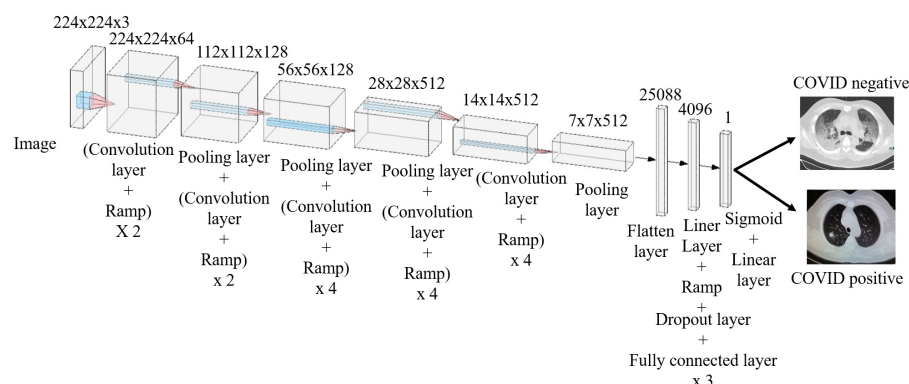 224x224x3
224x224x64
112x112x128
56x56x128
28x28x512
14x14x512
7x7x512
25088
4096
1
COVID negative
Image
(Convolution
layer
+
Ramp)
X 2
Pooling layer
+
(Convolution
layer
+
Ramp)
x 2
Pooling layer
+
(Convolution
layer
+
Ramp)
x 4
Pooling layer
+
(Convolution
layer
+
Ramp)
x 4
(Convolution
layer
+
Ramp)
x 4
Pooling
layer
Flatten
layer
Liner
Layer
+
Ramp
+
Dropout layer
+
Fully connected layer
x 3
Sigmoid
+
Linear
layer
COVID positive